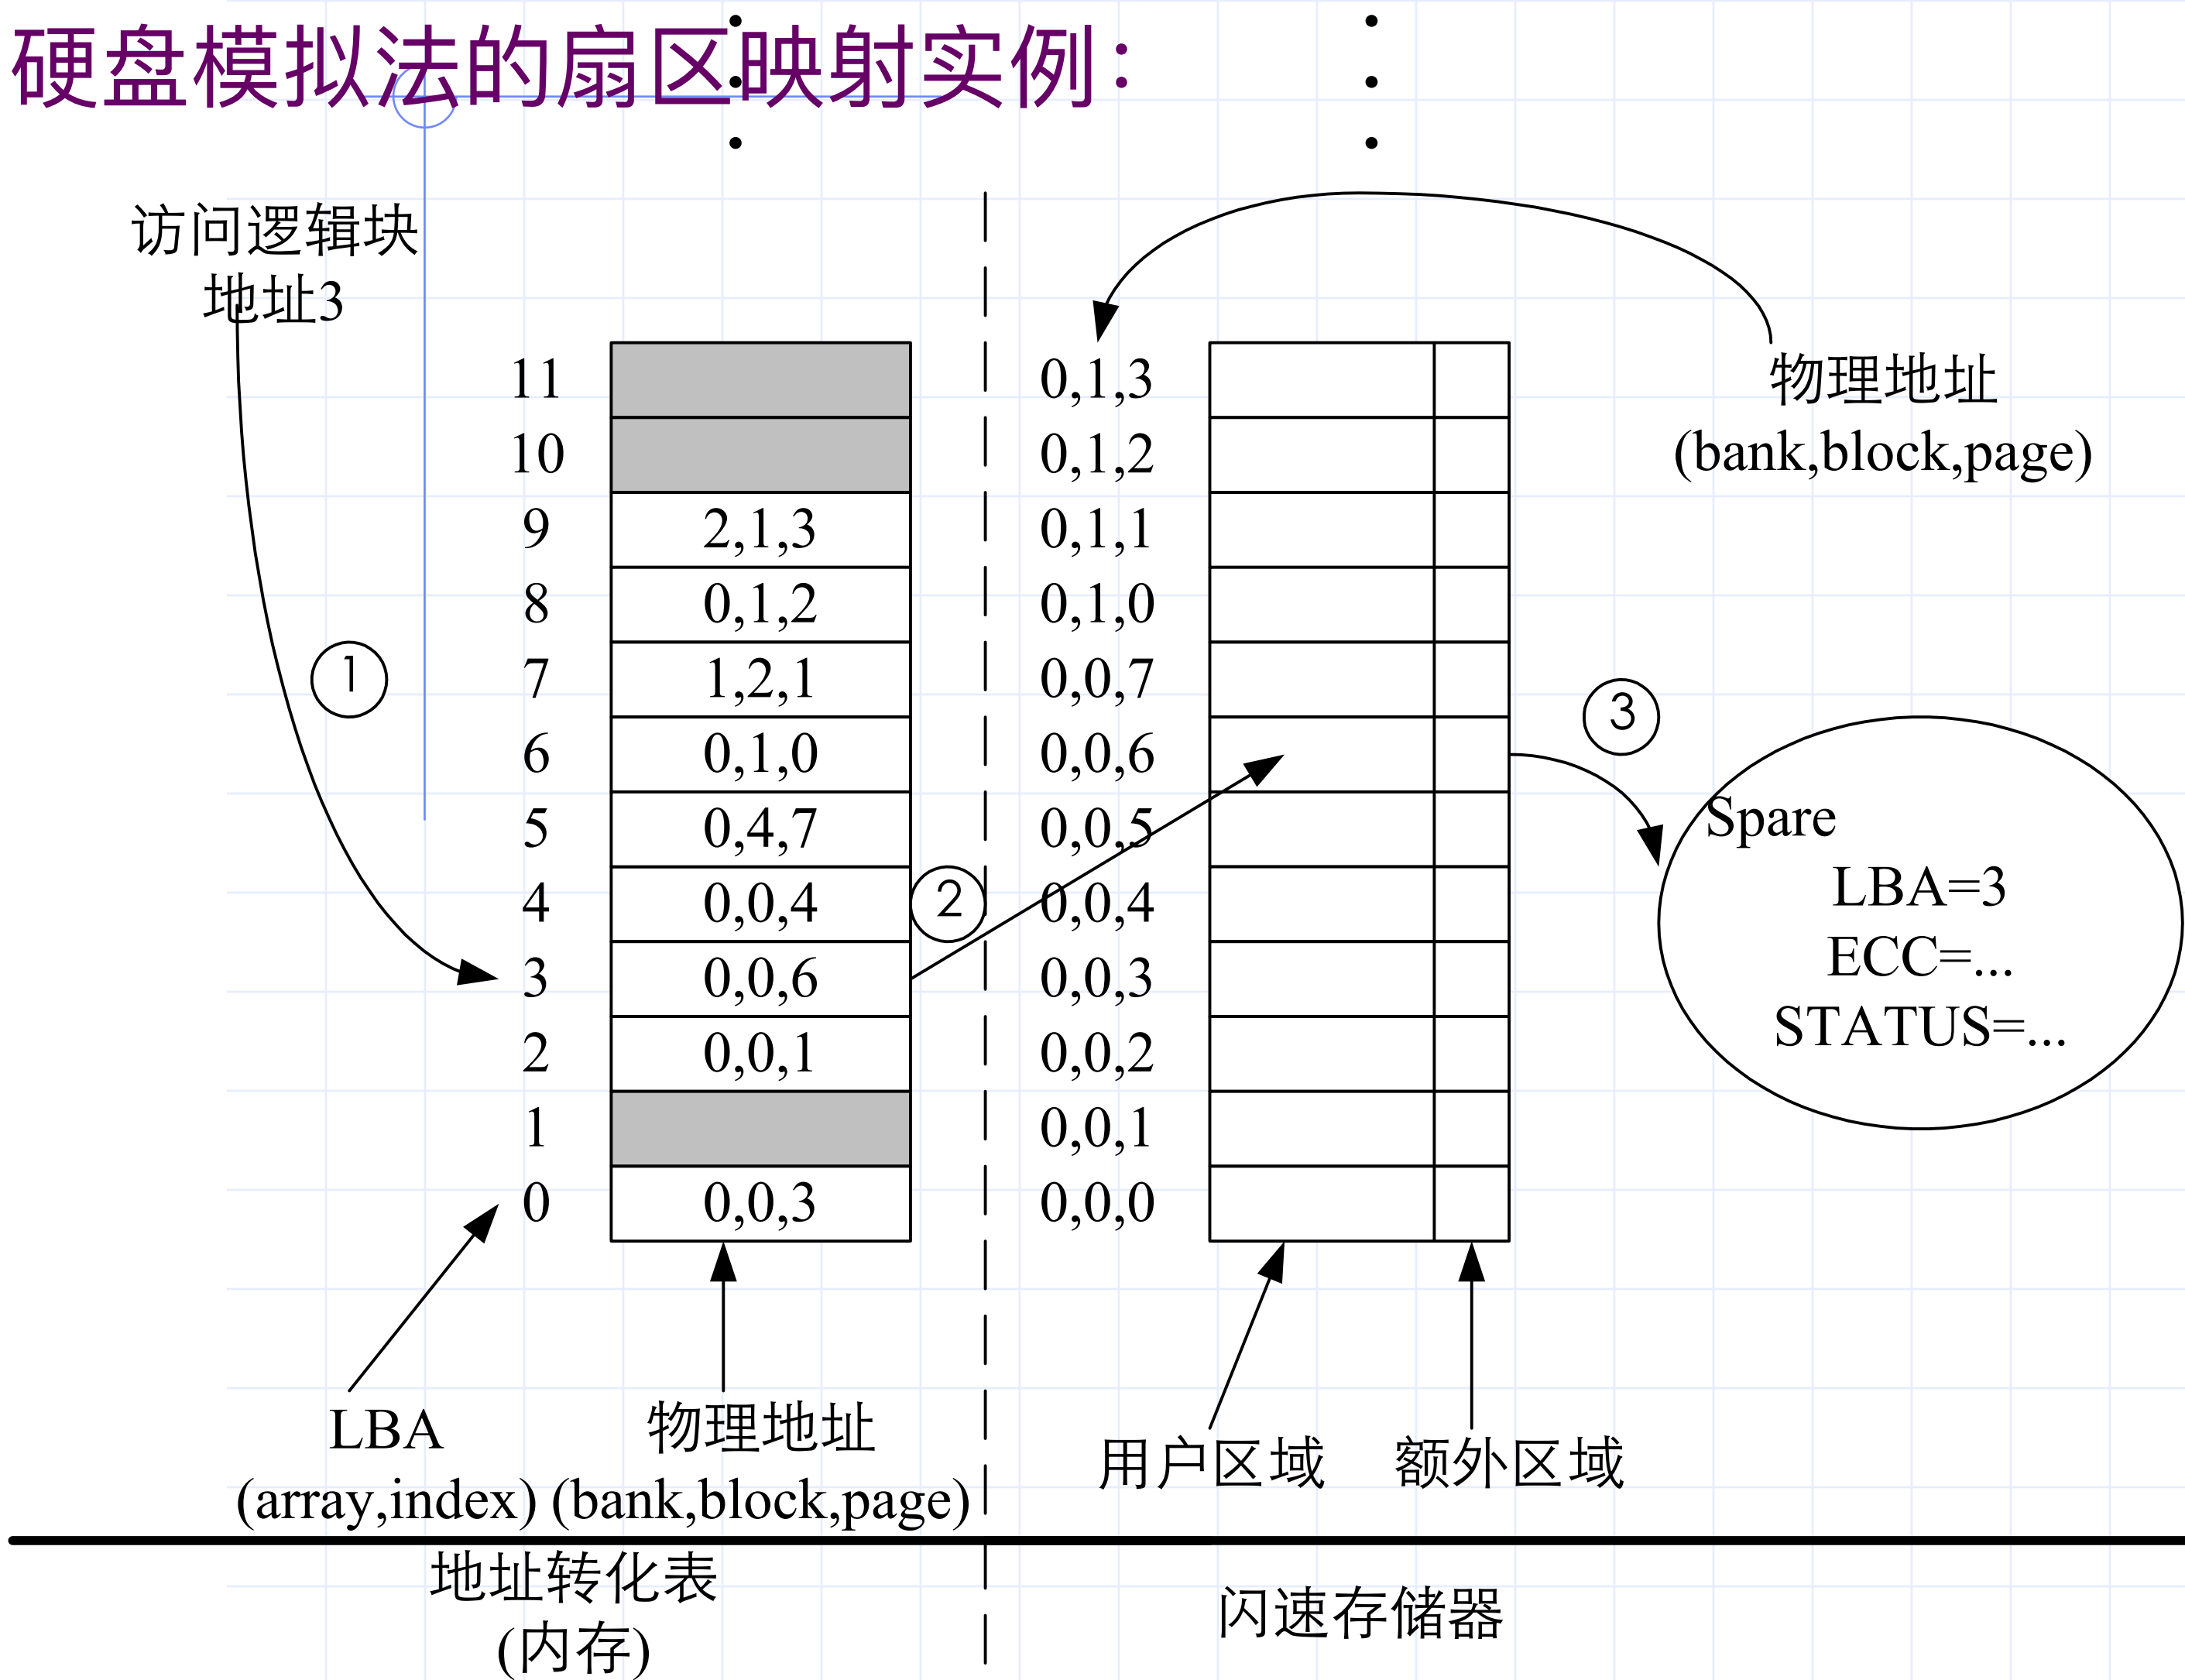 硬盘模拟法的扇区映射实例：
访问逻辑块
地址3
物理地址
(bank,block,page)
11
10
9 2,1,3
8 0,1,2
7 1,2,1
6 0,1,0
5 0,4,7
4 0,0,4
3 0,0,6
2 0,0,1
1
0 0,0,3
0,1,3
0,1,2
0,1,1
0,1,0
0,0,7
0,0,6
0,0,5
0,0,4
0,0,3
0,0,2
0,0,1
0,0,0
1
2
3
Spare
LBA=3
ECC=...
STATUS=...
LBA
(array,index)
物理地址
(bank,block,page)
用户区域
额外区域
地址转化表
(内存)
闪速存储器